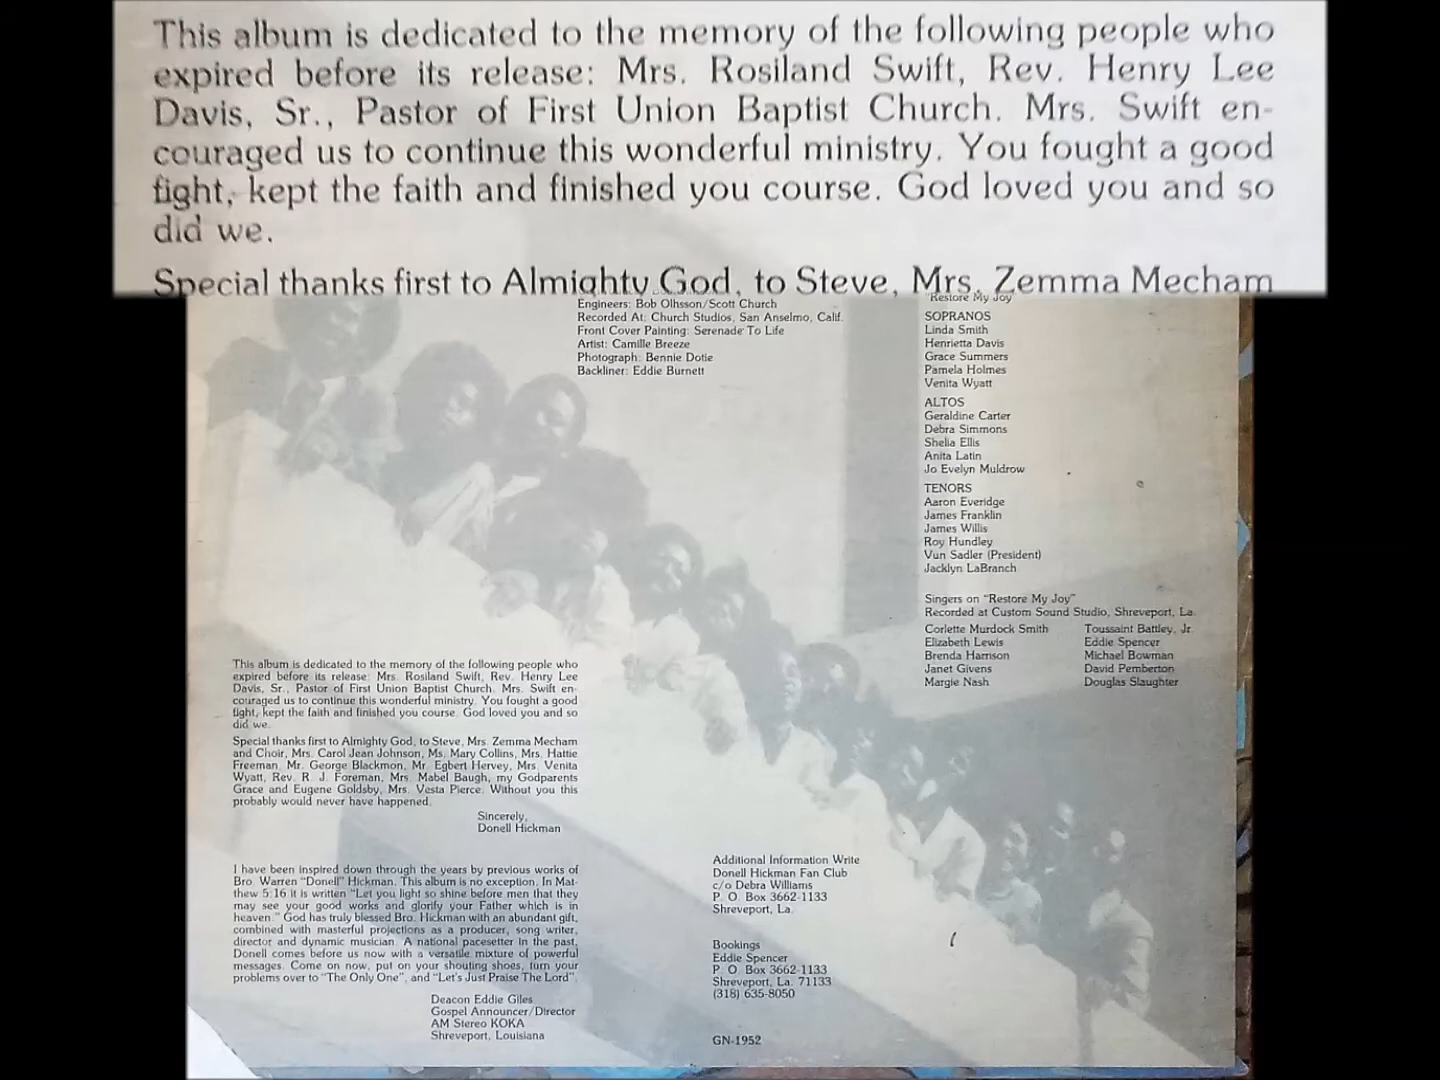 This album is dedicated to the memory of the following people who
expired before its release: Mrs. Rosiland Swift, Rev. Henry Lee
Davis, Sr., Pastor of First Union Baptist Church. Mrs. Swift en-
couraged us to continue this wonderful ministry. You fought a good
fight, kept the faith and finished you course. God loved you and so
did we.
Special thanks first to Almighty God, to Steve, Mrs. Zemma Mecham
Engineers: Bob Olhsson/Scott Church
Recorded At: Church Studios, San Anselmo, Calif.
Front Cover Painting: Serenade To Life
Artist: Camille Breeze
Photograph: Bennie Dotie
Backliner: Eddie Burnett
"Restore My Joy"
SOPRANOS
Linda Smith
Henrietta Davis
Grace Summers
Pamela Holmes
Venita Wyatt
ALTOS
Geraldine Carter
Debra Simmons
Shelia Ellis
Anita Latin
Jo Evelyn Muldrow
TENORS
Aaron Everidge
James Franklin
James Willis
Roy Hundley
Vun Sadler (President)
Jacklyn LaBranch
Singers on "Restore My Joy"
Recorded at Custom Sound Studio, Shreveport, La.
Corlette Murdock Smith Toussaint Battley, Jr.
Elizabeth Lewis Eddie Spencer
Brenda Harrison Michael Bowman
Janet Givens David Pemberton
Margie Nash Douglas Slaughter
This album is dedicated to the memory of the following people who
expired before its release: Mrs. Rosiland Swift, Rev. Henry Lee
Davis, Sr., Pastor of First Union Baptist Church. Mrs. Swift en-
couraged us to continue this wonderful ministry. You fought a good
fight, kept the faith and finished you course. God loved you and so
did we.
Special thanks first to Almighty God, to Steve, Mrs. Zemma Mecham
and Choir, Mrs. Carol Jean Johnson, Ms. Mary Collins, Mrs. Hattie
Freeman, Mr. George Blackmon, Mr. Egbert Hervey, Mrs. Venita
Wyatt, Rev. R. J. Foreman, Mrs. Mabel Baugh, my Godparents
Grace and Eugene Goldsby, Mrs. Vesta Pierce. Without you this
probably would never have happened.
Sincerely,
Donell Hickman
I have been inspired down through the years by previous works of
Bro. Warren "Donell" Hickman. This album is no exception. In Mat-
thew 5:16 it is written "Let you light so shine before men that they
may see your good works and glorify your Father which is in
heaven." God has truly blessed Bro. Hickman with an abundant gift,
combined with masterful projections as a producer, song writer,
director and dynamic musician. A national pacesetter in the past,
Donell comes before us now with a versatile mixture of powerful
messages. Come on now, put on your shouting shoes, turn your
problems over to "The Only One", and "Let's Just Praise The Lord".
Deacon Eddie Giles
Gospel Announcer/Director
AM Stereo KOKA
Shreveport, Louisiana
Additional Information Write
Donell Hickman Fan Club
c/o Debra Williams
P. O. Box 3662-1133
Shreveport, La.
Bookings
Eddie Spencer
P. O. Box 3662-1133
Shreveport, La. 71133
(318) 635-8050
GN-1952